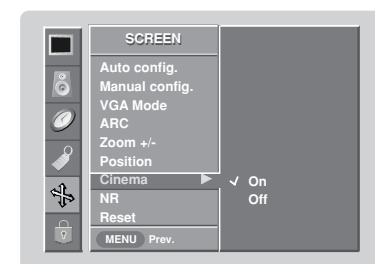 SCREEN
Auto config.
Manual config.
VGA Mode
ARC
Zoom +/-
Position
Cinema ▶ ✓ On
Off
NR
Reset
MENU Prev.